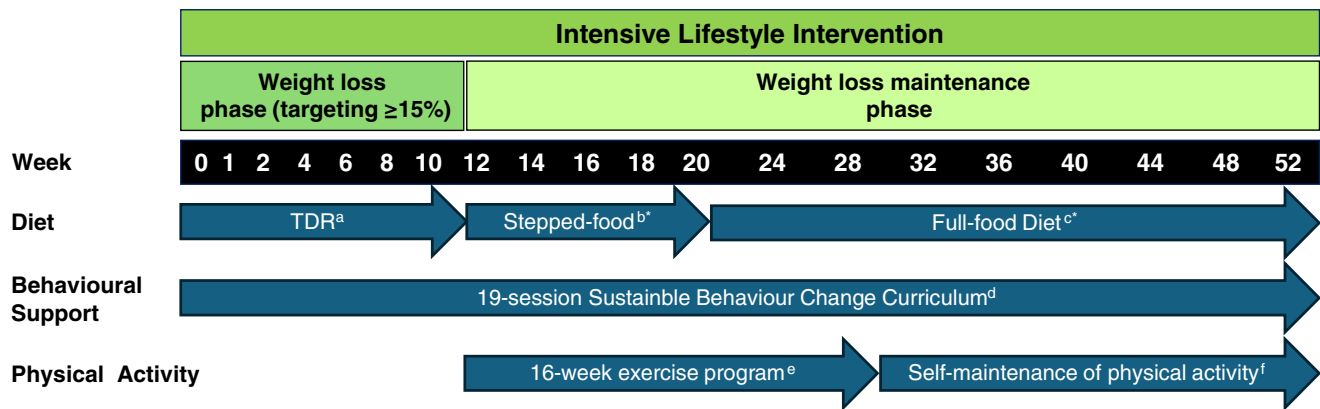 Intensive Lifestyle Intervention
Weight loss
phase (targeting ≥15%)
Weight loss maintenance
phase
Week 0 1 2 4 6 8 10 12 14 16 18 20 24 28 32 36 40 44 48 52
Diet TDRᵃ Stepped-foodᵇ* Full-food Dietᶜ*
Behavioural
Support
19-session Sustainble Behaviour Change Curriculumᵈ
Physical Activity 16-week exercise programᵉ Self-maintenance of physical activityᶠ